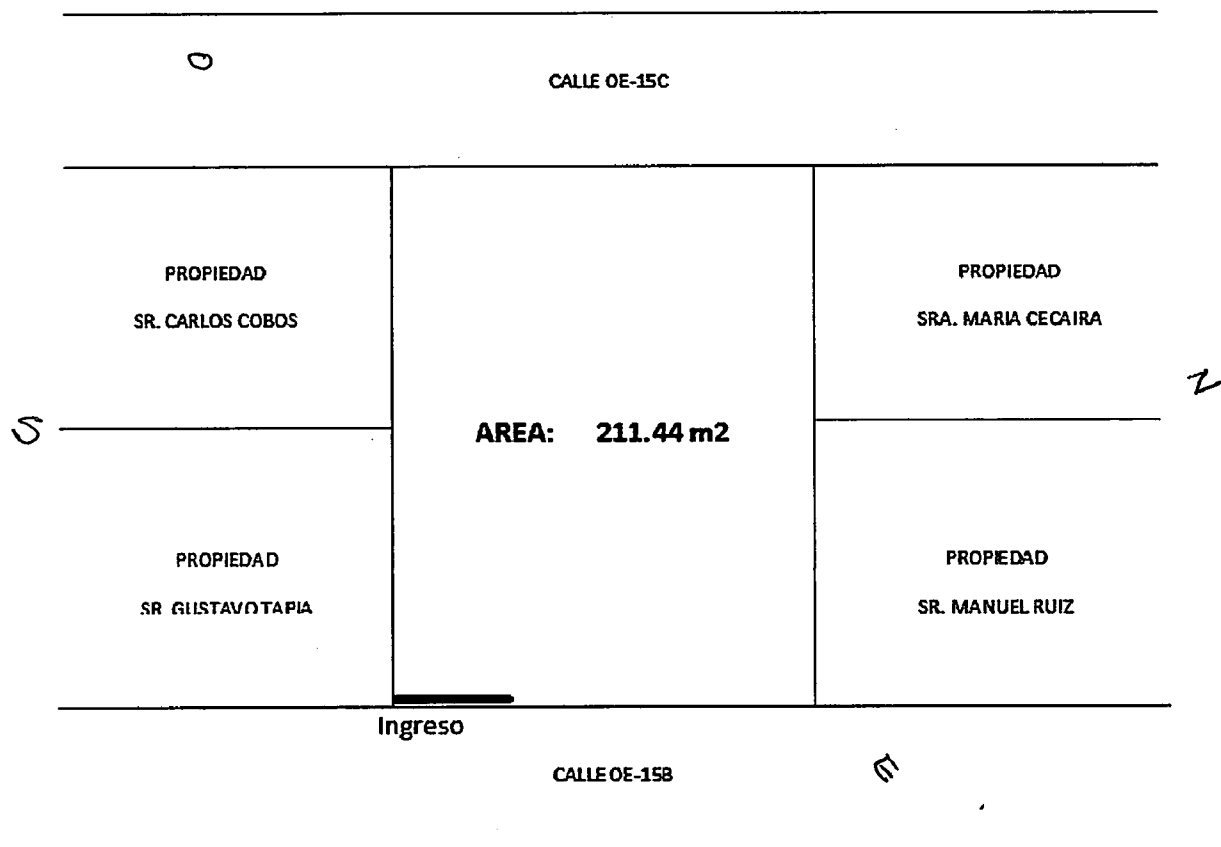 O
CALLE OE-15C
PROPIEDAD
SR. CARLOS COBOS
PROPIEDAD
SRA. MARIA CECAIRA
N
S
AREA: 211.44 m2
PROPIEDAD
SR GUSTAVO TAPIA
PROPIEDAD
SR. MANUEL RUIZ
Ingreso
CALLE OE-15B
E